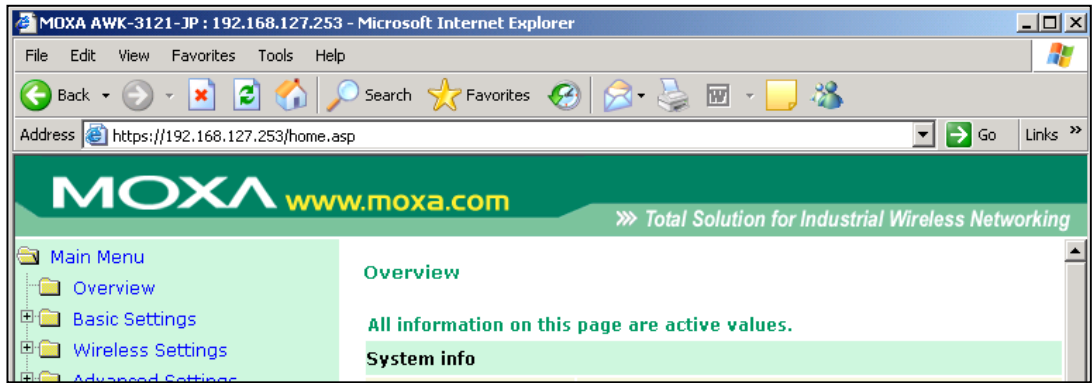 MOXA AWK-3121-JP : 192.168.127.253 - Microsoft Internet Explorer
File Edit View Favorites Tools Help
Back Search Favorites
Address https://192.168.127.253/home.asp Go Links »
MOXA www.moxa.com
Total Solution for Industrial Wireless Networking
Main Menu
Overview
Basic Settings
Wireless Settings
Advanced Settings
Overview
All information on this page are active values.
System info